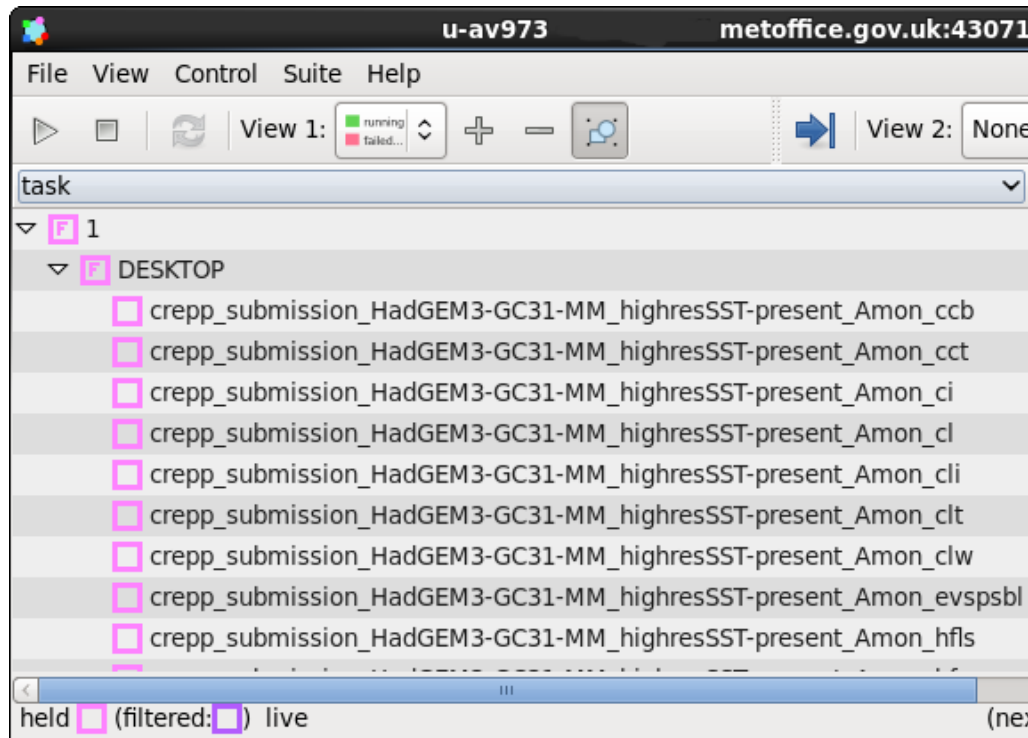 u-av973 metoffice.gov.uk:43071
File View Control Suite Help
View 1: running failed... View 2: None
task
F 1
F DESKTOP
crepp_submission_HadGEM3-GC31-MM_highresSST-present_Amon_ccb
crepp_submission_HadGEM3-GC31-MM_highresSST-present_Amon_cct
crepp_submission_HadGEM3-GC31-MM_highresSST-present_Amon_ci
crepp_submission_HadGEM3-GC31-MM_highresSST-present_Amon_cl
crepp_submission_HadGEM3-GC31-MM_highresSST-present_Amon_cli
crepp_submission_HadGEM3-GC31-MM_highresSST-present_Amon_clt
crepp_submission_HadGEM3-GC31-MM_highresSST-present_Amon_clw
crepp_submission_HadGEM3-GC31-MM_highresSST-present_Amon_evspsbl
crepp_submission_HadGEM3-GC31-MM_highresSST-present_Amon_hfls
held (filtered: ) live